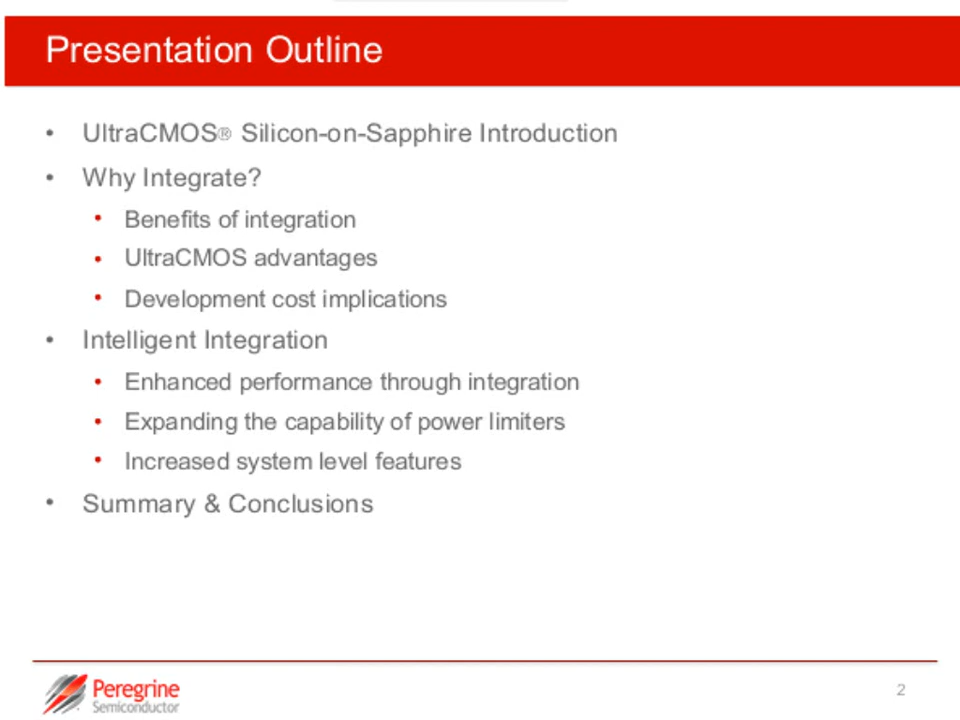 Presentation Outline
• UltraCMOS® Silicon-on-Sapphire Introduction
• Why Integrate?
• Benefits of integration
• UltraCMOS advantages
• Development cost implications
• Intelligent Integration
• Enhanced performance through integration
• Expanding the capability of power limiters
• Increased system level features
• Summary & Conclusions
Peregrine
Semiconductor
2